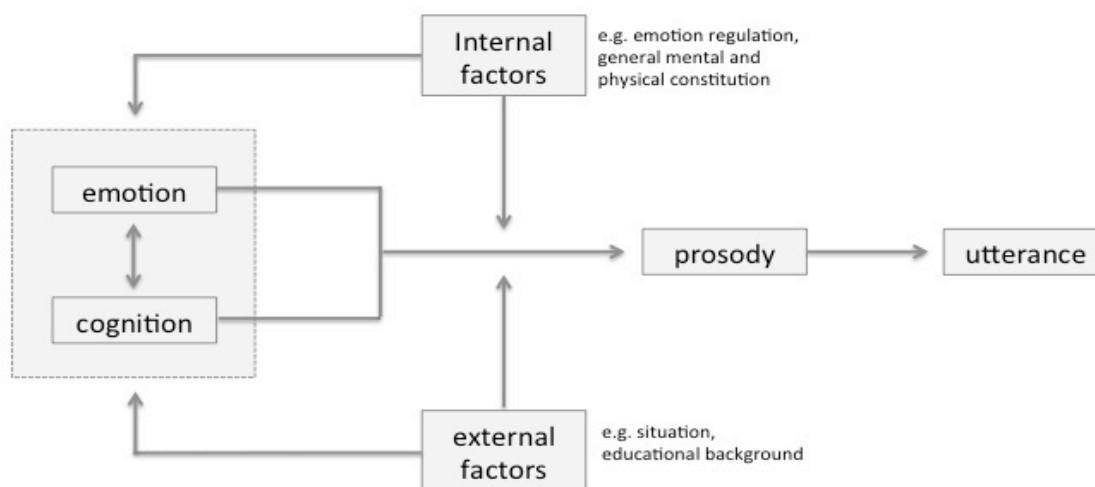 Internal
factors
e.g. emotion regulation,
general mental and
physical constitution
emotion
cognition
prosody
utterance
external
factors
e.g. situation,
educational background